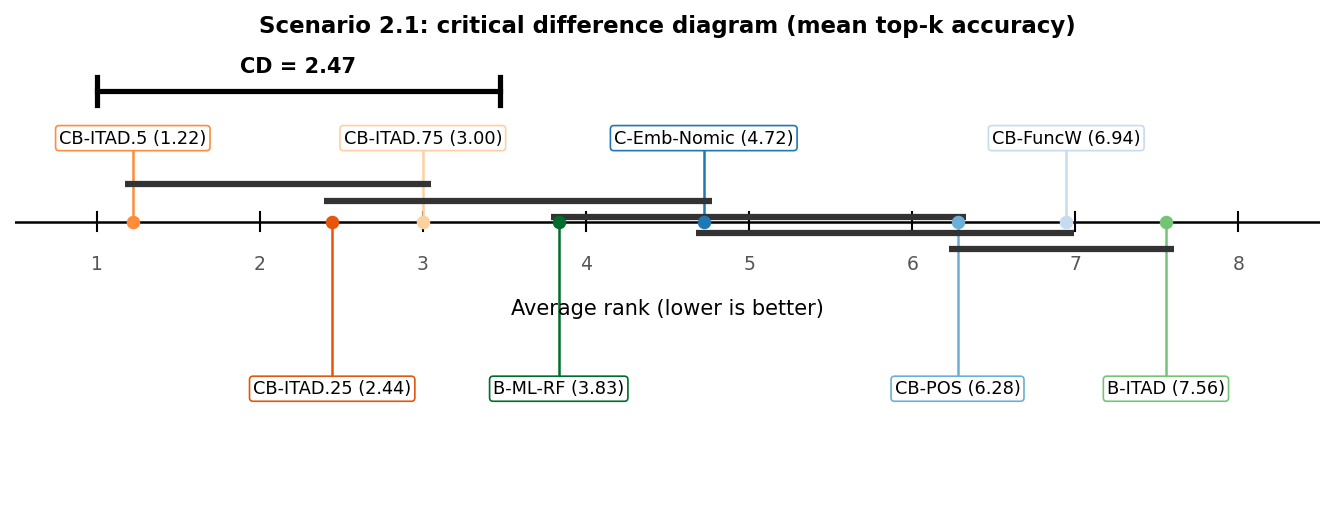 Scenario 2.1: critical difference diagram (mean top-k accuracy)
CD = 2.47
CB-ITAD.5 (1.22)
CB-ITAD.75 (3.00)
C-Emb-Nomic (4.72)
CB-FuncW (6.94)
1
2
3
4
5
6
7
8
Average rank (lower is better)
CB-ITAD.25 (2.44)
B-ML-RF (3.83)
CB-POS (6.28)
B-ITAD (7.56)